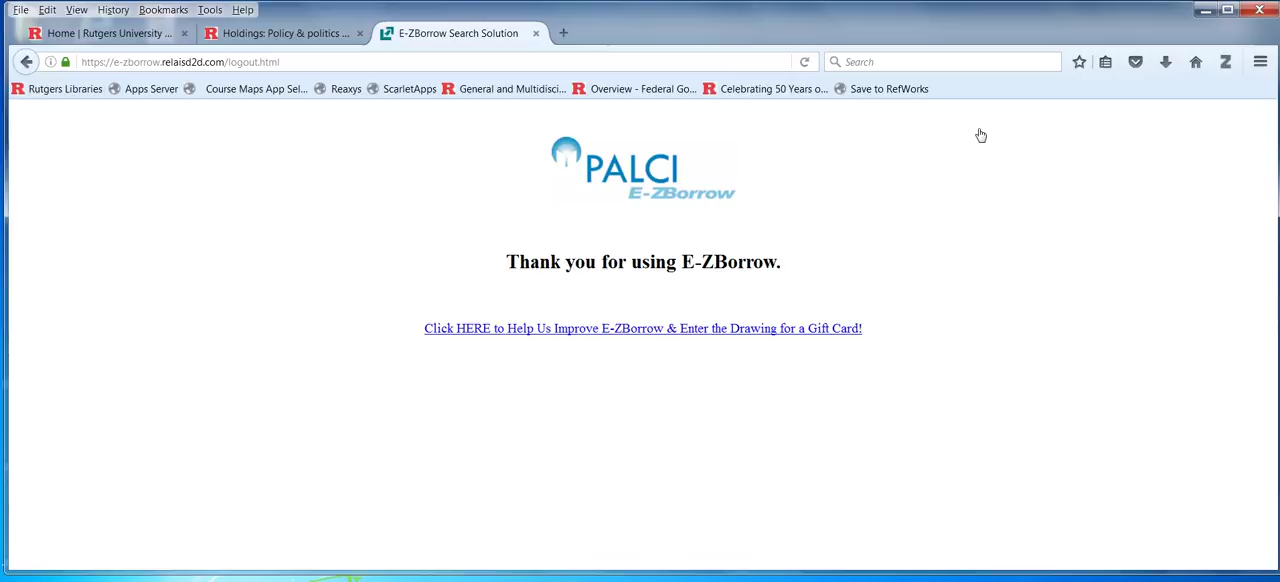 File Edit View History Bookmarks Tools Help
Home | Rutgers University ... × Holdings: Policy & politics ... × E-ZBorrow Search Solution × +
https://e-zborrow.relaisd2d.com/logout.html Search Z
Rutgers Libraries Apps Server Course Maps App Sel... Reaxys ScarletApps General and Multidisci... Overview - Federal Go... Celebrating 50 Years o... Save to RefWorks
PALCI
E-ZBorrow
Thank you for using E-ZBorrow.
Click HERE to Help Us Improve E-ZBorrow & Enter the Drawing for a Gift Card!